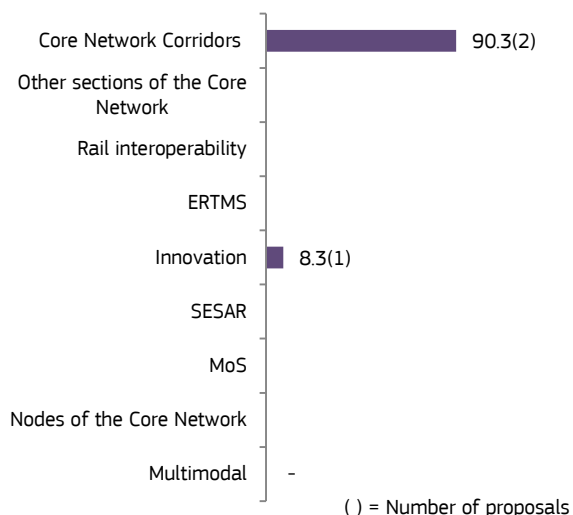 Core Network Corridors 90.3(2)
Other sections of the Core
Network
Rail interoperability
ERTMS
Innovation 8.3(1)
SESAR
MoS
Nodes of the Core Network
Multimodal -
( ) = Number of proposals